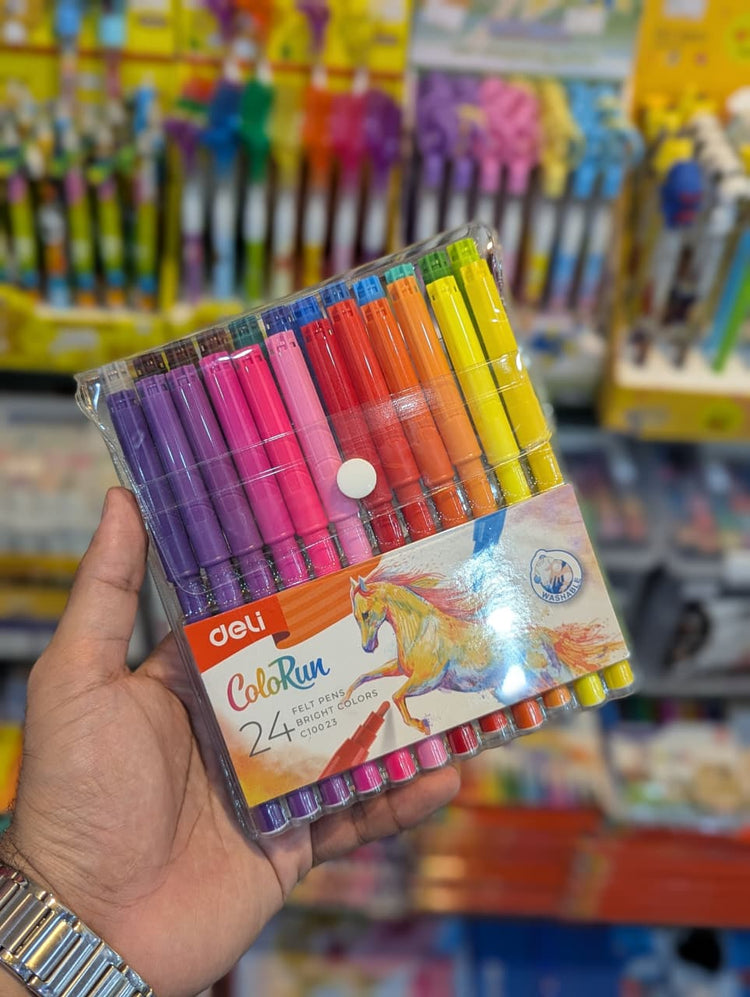 deli
ColoRun
24
FELT PENS
BRIGHT COLORS
C10023
WASHABLE